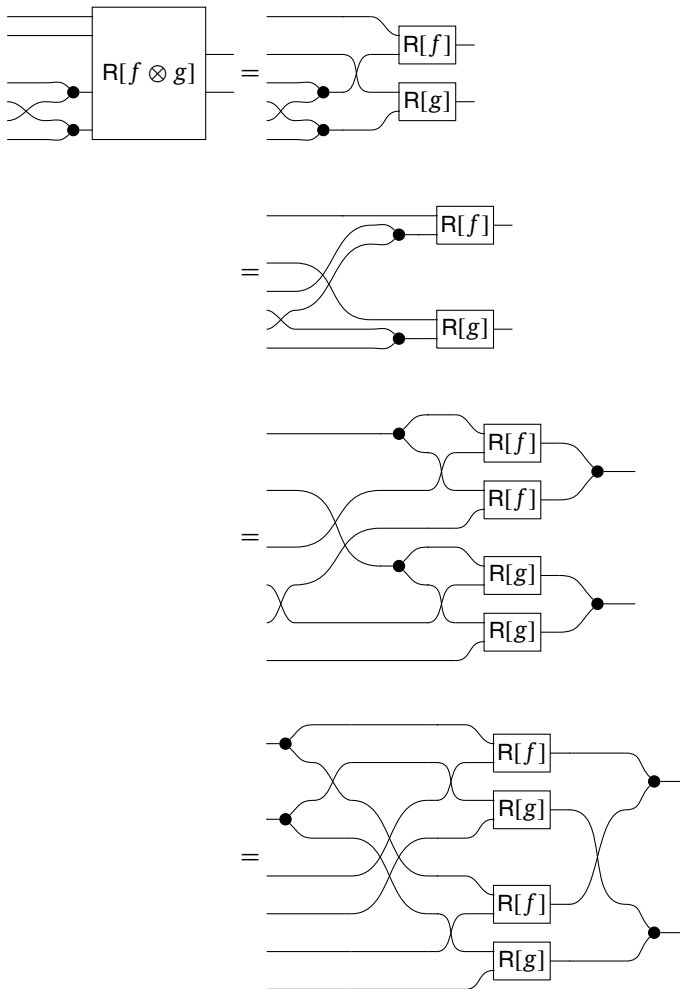 R[f ⊗ g] = R[f]
R[g]
= R[f]
R[g]
= R[f]
R[f]
R[g]
R[g]
= R[f]
R[g]
R[f]
R[g]